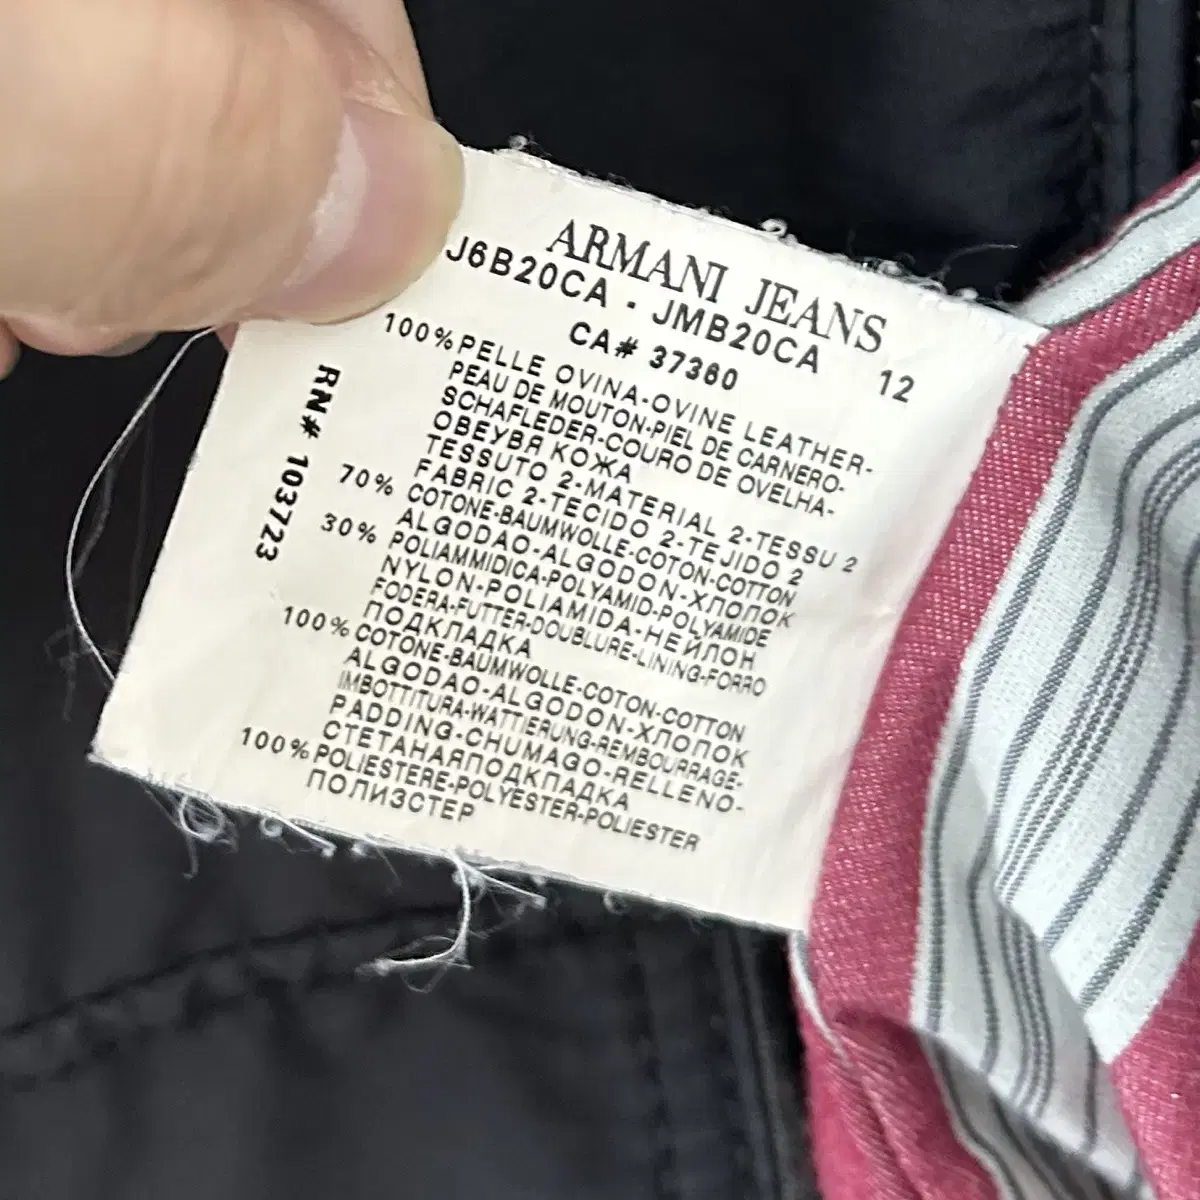 ARMANI JEANS
J6B20CA · JMB20CA 12
CA# 37360
100% PELLE OVINA-OVINE LEATHER-
PEAU DE MOUTON-PIEL DE CARNERO-
SCHAFLEDER-COURO DE OVELHA-
ОВЕУВЯ КОЖА
TESSUTO 2-MATERIAL 2-TESSU 2
FABRIC 2-TECIDO 2-TEJIDO 2
70% COTONE-BAUMWOLLE-COTON-COTTON
ALGODAO-ALGODON-ХЛОПОК
30% POLIAMMIDICA-POLYAMID-POLYAMIDE
NYLON-POLIAMIDA-НЕЙЛОН
FODERA-FUTTER-DOUBLURE-LINING-FORRO
ПОДКЛАДКА
100% COTONE-BAUMWOLLE-COTON-COTTON
ALGODAO-ALGODON-ХЛОПОК
IMBOTTITURA-WATTIERUNG-REMBOURRAGE-
PADDING-CHUMAGO-RELLENO-
СТЕТАНАЯПОДКЛАДКА
100% POLIESTERE-POLYESTER-POLIESTER
ПОЛИЗСТЕР
RN# 103723